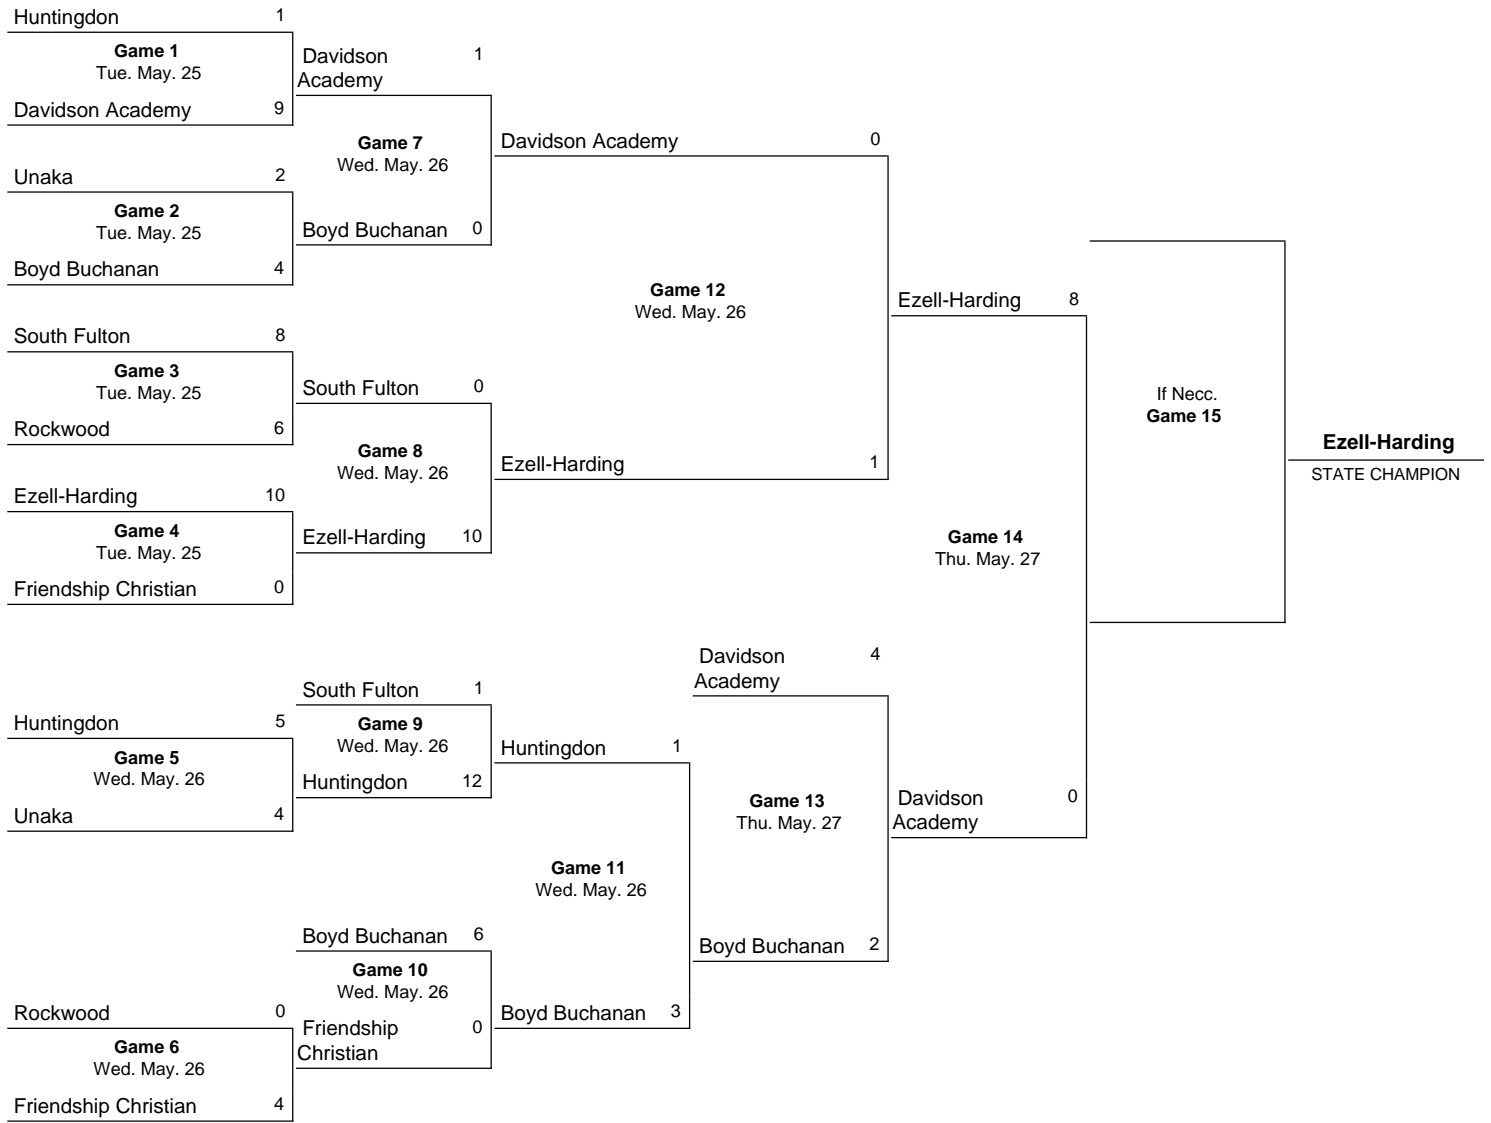 Huntingdon 1
Game 1
Tue. May. 25
Davidson Academy 9
Unaka 2
Game 2
Tue. May. 25
Boyd Buchanan 4
South Fulton 8
Game 3
Tue. May. 25
Rockwood 6
Ezell-Harding 10
Game 4
Tue. May. 25
Friendship Christian 0
Huntingdon 5
Game 5
Wed. May. 26
Unaka 4
Rockwood 0
Game 6
Wed. May. 26
Friendship Christian 4
Davidson 1
Academy
Game 7
Wed. May. 26
Boyd Buchanan 0
South Fulton 0
Game 8
Wed. May. 26
Ezell-Harding 10
South Fulton 1
Game 9
Wed. May. 26
Huntingdon 12
Boyd Buchanan 6
Game 10
Wed. May. 26
Friendship 0
Christian
Davidson Academy 0
Game 12
Wed. May. 26
Ezell-Harding 1
Huntingdon 1
Game 11
Wed. May. 26
Boyd Buchanan 3
Davidson 4
Academy
Game 13
Thu. May. 27
Boyd Buchanan 2
Ezell-Harding 8
Game 14
Thu. May. 27
Davidson 0
Academy
If Necc.
Game 15
Ezell-Harding
STATE CHAMPION